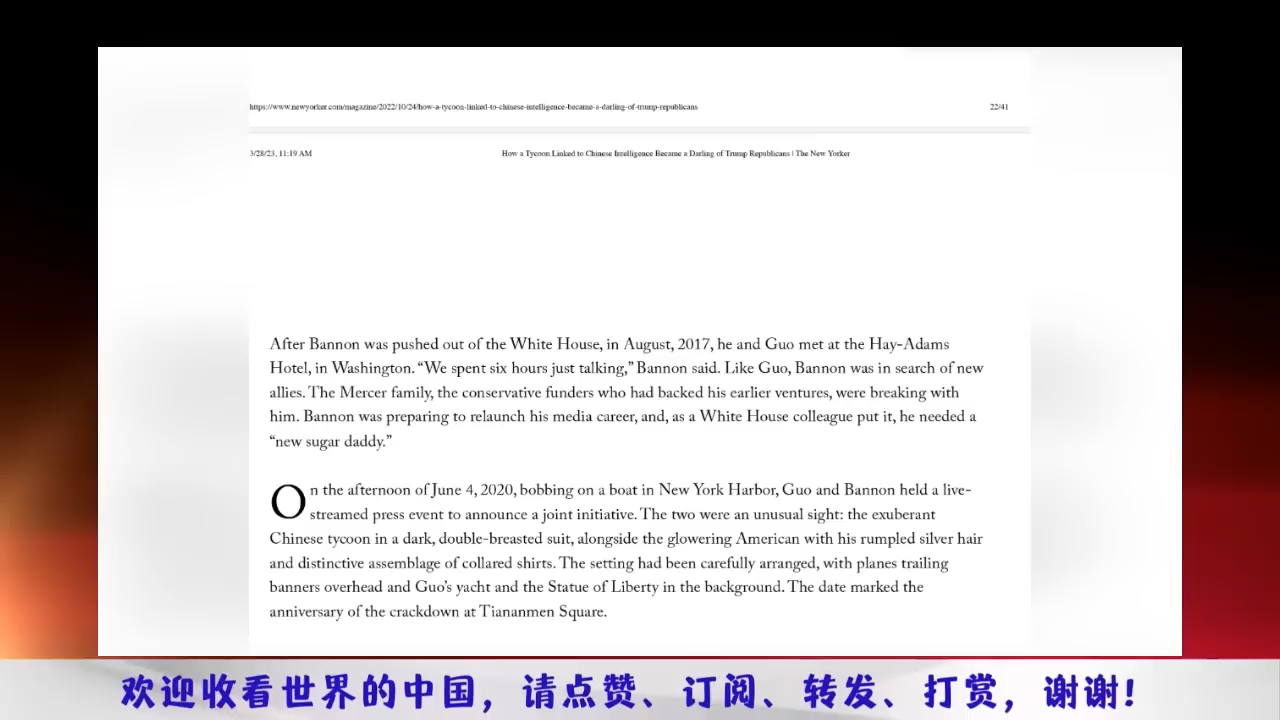 https://www.newyorker.com/magazine/2022/10/24/how-a-tycoon-linked-to-chinese-intelligence-became-a-darling-of-trump-republicans 22/41
3/28/23, 11:19 AM How a Tycoon Linked to Chinese Intelligence Became a Darling of Trump Republicans | The New Yorker
After Bannon was pushed out of the White House, in August, 2017, he and Guo met at the Hay-Adams
Hotel, in Washington. “We spent six hours just talking,” Bannon said. Like Guo, Bannon was in search of new
allies. The Mercer family, the conservative funders who had backed his earlier ventures, were breaking with
him. Bannon was preparing to relaunch his media career, and, as a White House colleague put it, he needed a
“new sugar daddy.”
On the afternoon of June 4, 2020, bobbing on a boat in New York Harbor, Guo and Bannon held a live-
streamed press event to announce a joint initiative. The two were an unusual sight: the exuberant
Chinese tycoon in a dark, double-breasted suit, alongside the glowering American with his rumpled silver hair
and distinctive assemblage of collared shirts. The setting had been carefully arranged, with planes trailing
banners overhead and Guo’s yacht and the Statue of Liberty in the background. The date marked the
anniversary of the crackdown at Tiananmen Square.
欢迎收看世界的中国，请点赞、订阅、转发、打赏，谢谢!